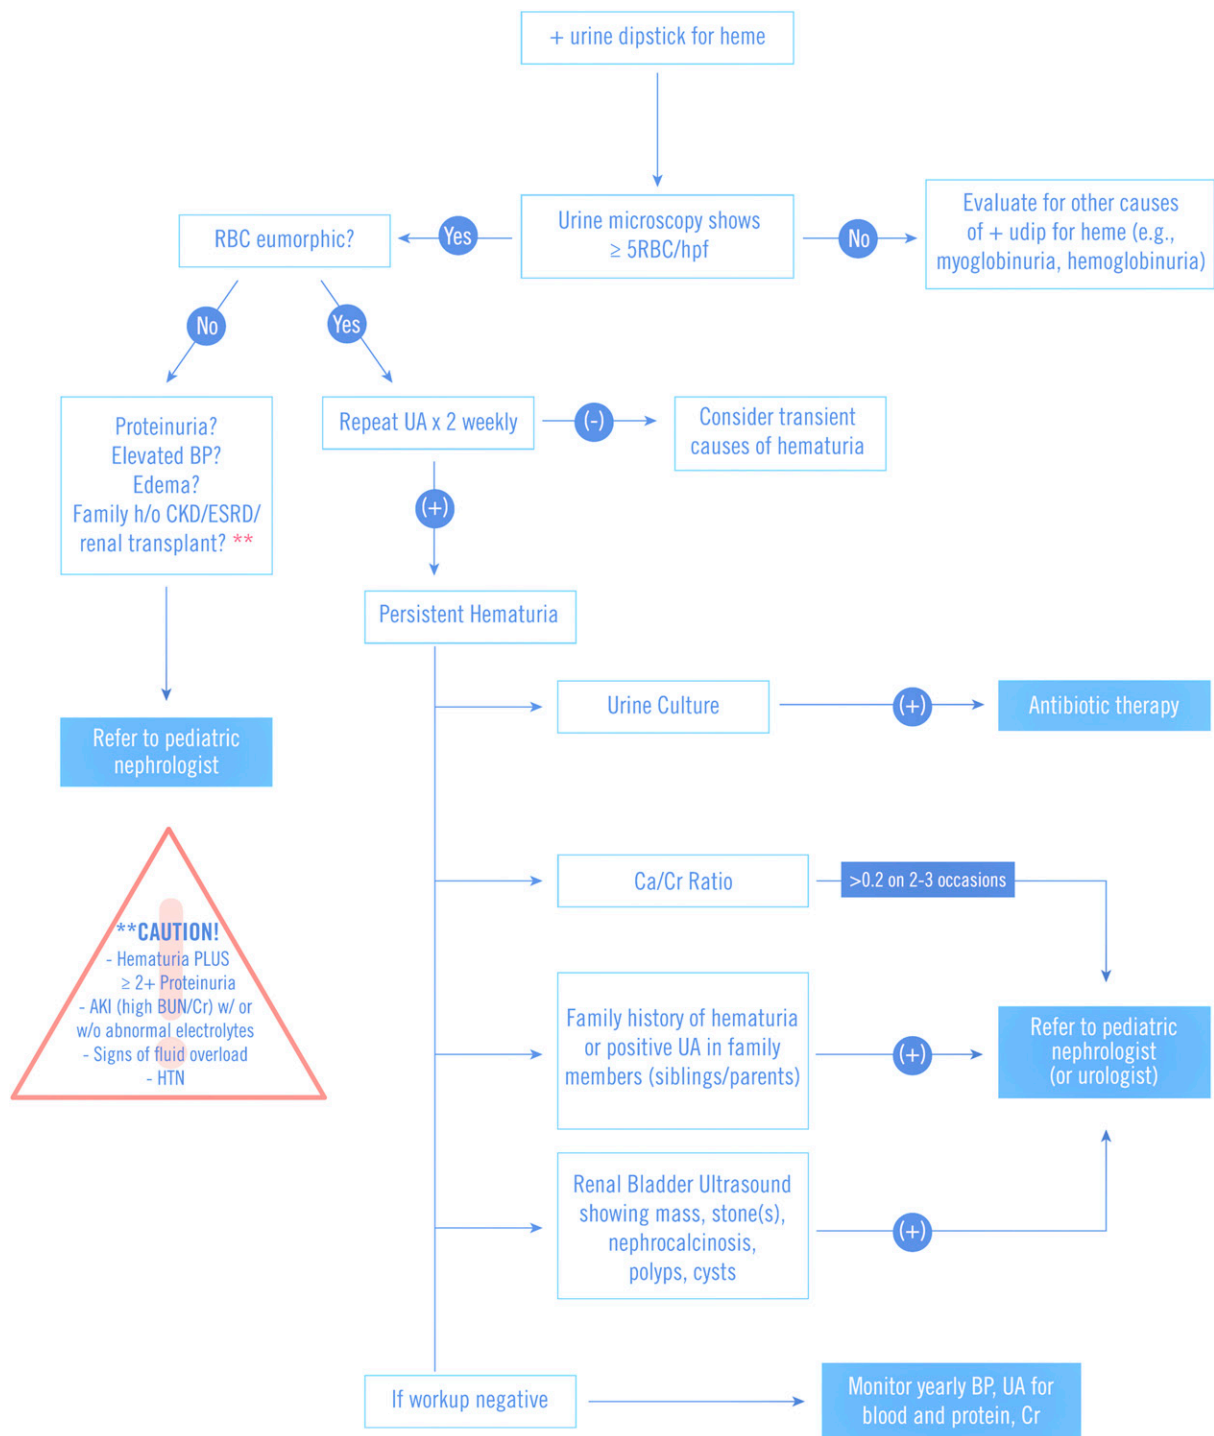 + urine dipstick for heme
Urine microscopy shows
≥ 5RBC/hpf
Yes
No
RBC eumorphic?
Evaluate for other causes
of + udip for heme (e.g.,
myoglobinuria, hemoglobinuria)
No
Yes
Proteinuria?
Elevated BP?
Edema?
Family h/o CKD/ESRD/
renal transplant? **
Repeat UA x 2 weekly
(-)
Consider transient
causes of hematuria
(+)
Persistent Hematuria
Refer to pediatric
nephrologist
Urine Culture
(+)
Antibiotic therapy
**CAUTION!
- Hematuria PLUS
≥ 2+ Proteinuria
- AKI (high BUN/Cr) w/ or
w/o abnormal electrolytes
- Signs of fluid overload
- HTN
Ca/Cr Ratio
>0.2 on 2-3 occasions
Family history of hematuria
or positive UA in family
members (siblings/parents)
(+)
Refer to pediatric
nephrologist
(or urologist)
Renal Bladder Ultrasound
showing mass, stone(s),
nephrocalcinosis,
polyps, cysts
(+)
If workup negative
Monitor yearly BP, UA for
blood and protein, Cr